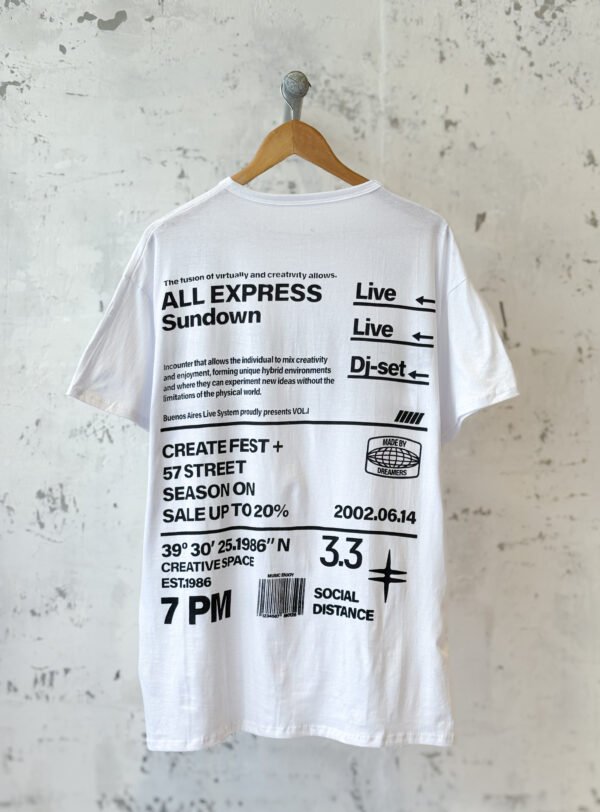 The fusion of virtually and creativity allows.
ALL EXPRESS
Sundown
Live
Live
Dj-set
Incounter that allows the individual to mix creativity
and enjoyment, forming unique hybrid environments
and where they can experiment new ideas without the
limitations of the physical world.
Buenos Aires Live System proudly presents VOL.I
CREATE FEST +
57 STREET
SEASON ON
SALE UP TO 20%
MADE BY
DREAMERS
2002.06.14
39º 30' 25.1986" N
CREATIVE SPACE
EST.1986
7 PM
3.3
SOCIAL
DISTANCE